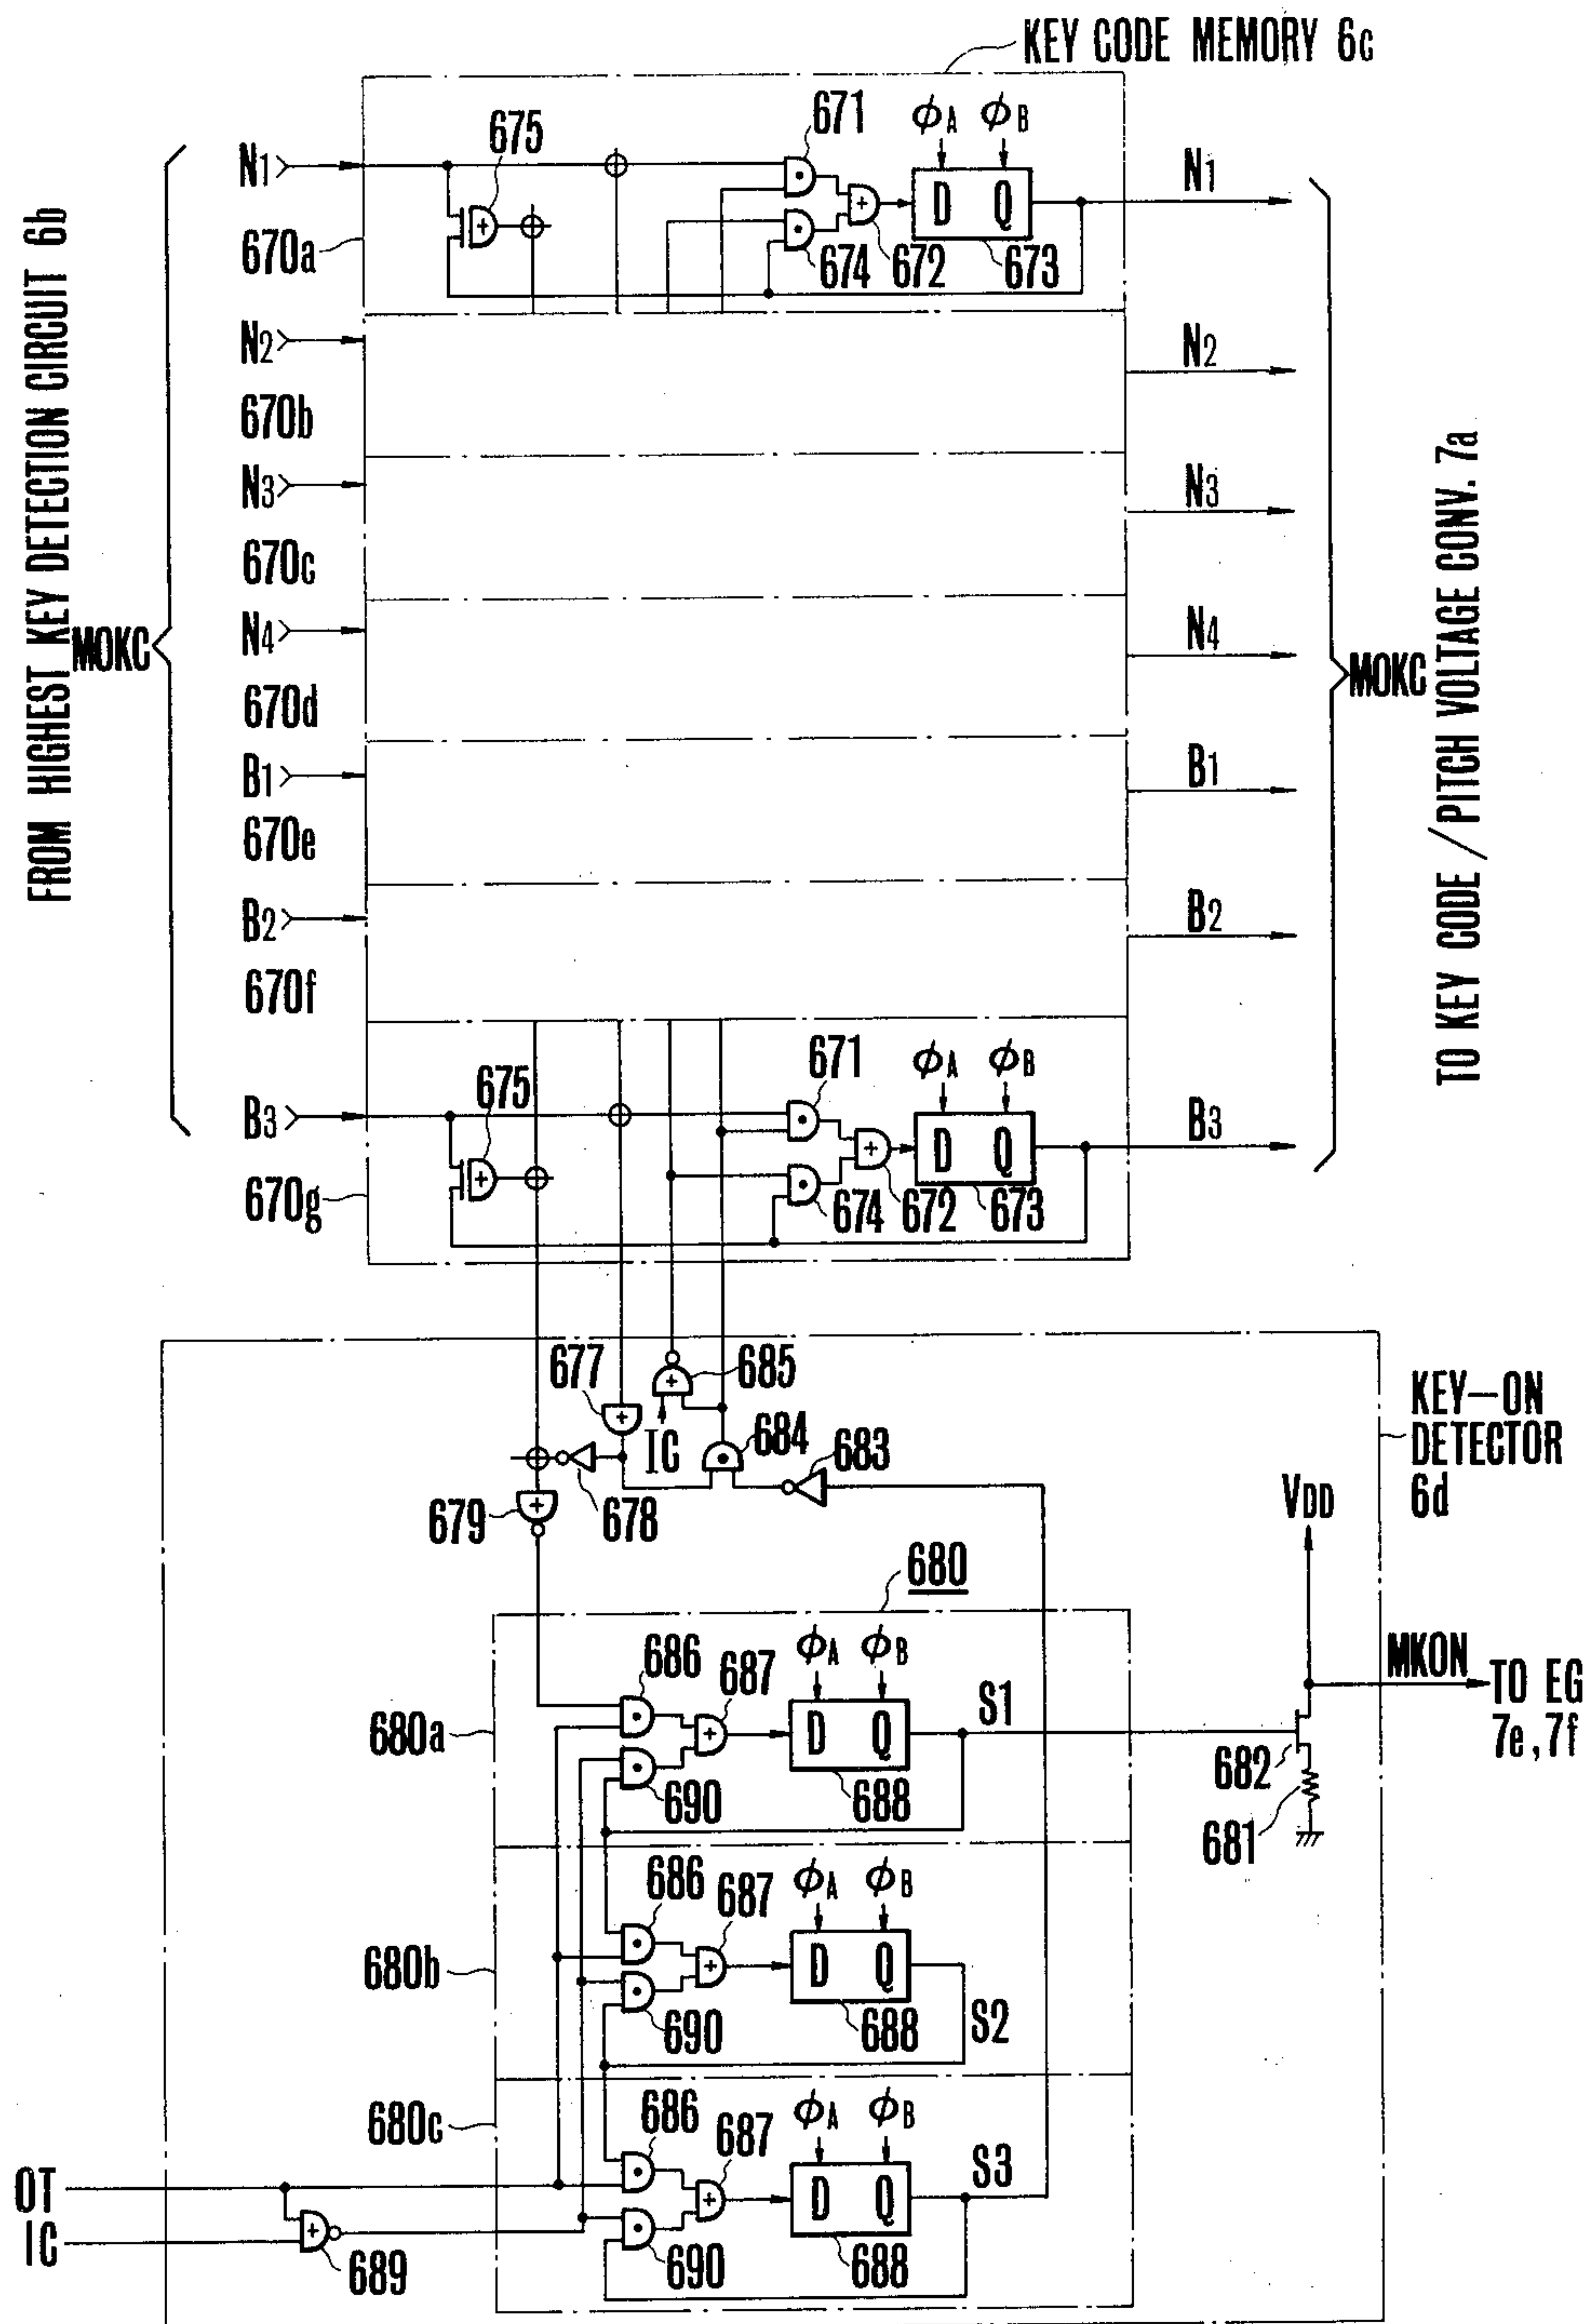 KEY CODE MEMORY 6c
FROM HIGHEST KEY DETECTION CIRCUIT 6b
MOKC
N1
670a
675
671
ΦA
ΦB
D Q
674
672
673
N1
N2
670b
N2
N3
670c
N3
N4
670d
N4
B1
670e
B1
B2
670f
B2
B3
670g
675
671
ΦA
ΦB
D Q
674
672
673
B3
MOKC
TO KEY CODE / PITCH VOLTAGE CONV. 7a
677
685
IC
684
683
679
678
KEY-ON
DETECTOR
6d
VDD
MKON
TO EG
7e, 7f
682
681
680
680a
686
687
ΦA
ΦB
D Q
S1
690
688
680b
686
687
ΦA
ΦB
D Q
S2
690
688
680c
686
687
ΦA
ΦB
D Q
S3
690
688
OT
IC
689